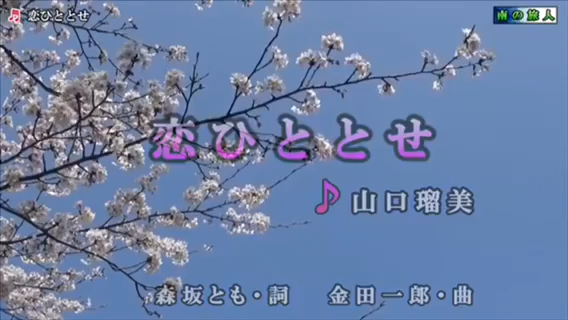 恋ひととせ
雨の旅人
恋ひととせ
山口瑠美
森坂とも・詞 金田一郎・曲